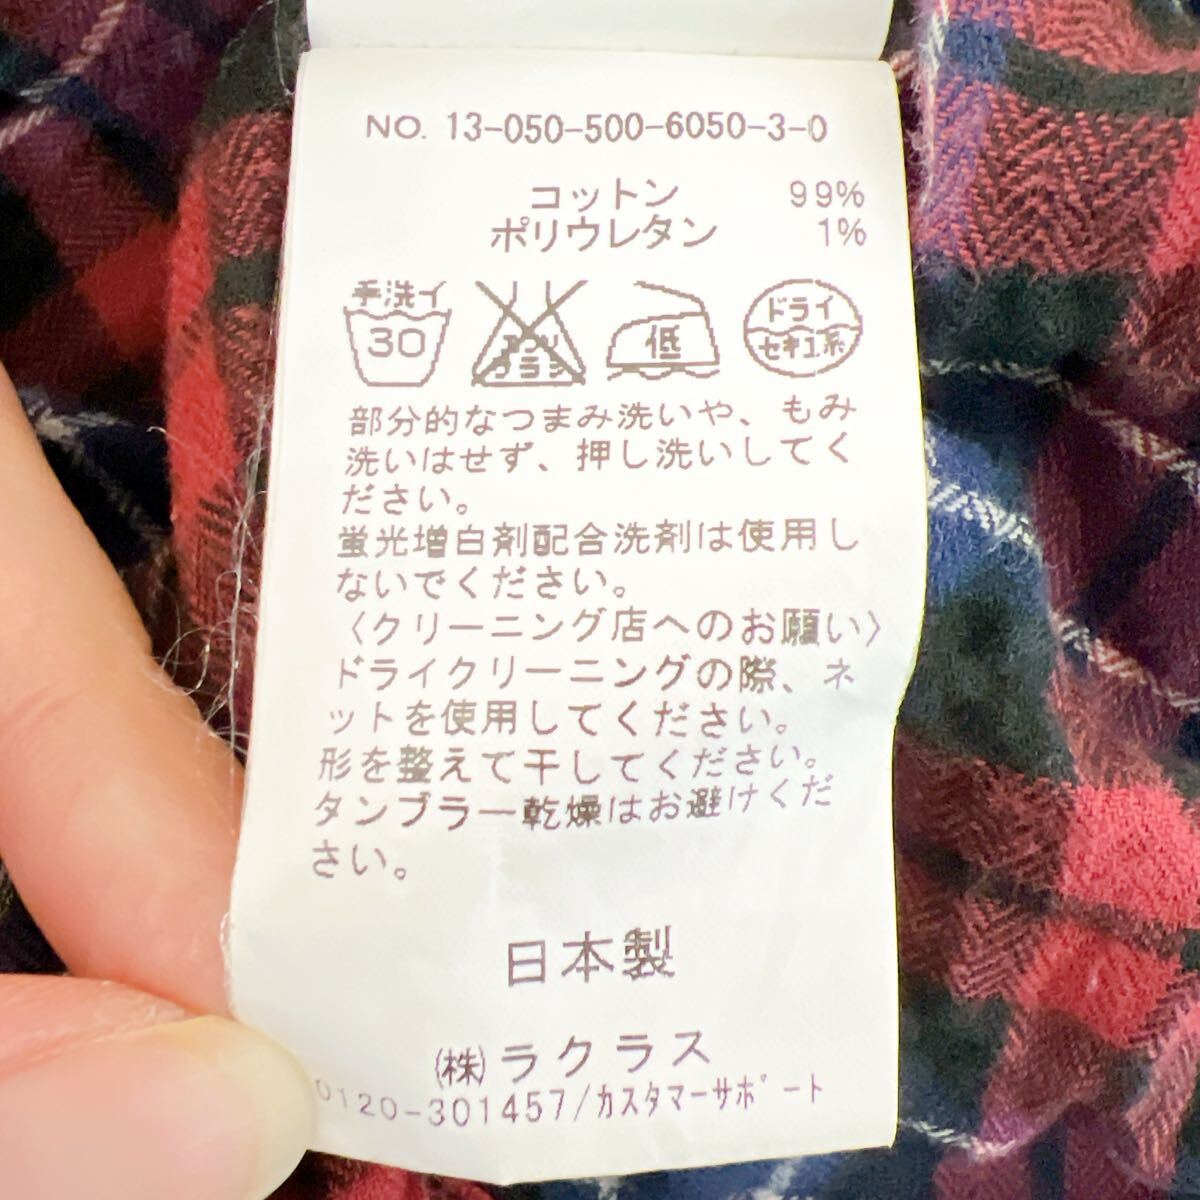 NO. 13-050-500-6050-3-0
コットン 99%
ポリウレタン 1%
手洗イ
30
エンソ
フラシ
低
ドライ
セキユ系
部分的なつまみ洗いや、もみ
洗いはせず、押し洗いしてく
ださい。
蛍光増白剤配合洗剤は使用し
ないでください。
〈クリーニング店へのお願い〉
ドライクリーニングの際、ネ
ットを使用してください。
形を整えて干してください。
タンブラー乾燥はお避けくだ
さい。
日本製
(株)ラクラス
0120-301457/カスタマーサポート